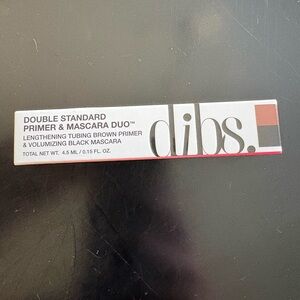 DOUBLE STANDARD
PRIMER & MASCARA DUO™
LENGTHENING TUBING BROWN PRIMER
& VOLUMIZING BLACK MASCARA
TOTAL NET WT. 4.5 ML / 0.15 FL. OZ.
dibs.